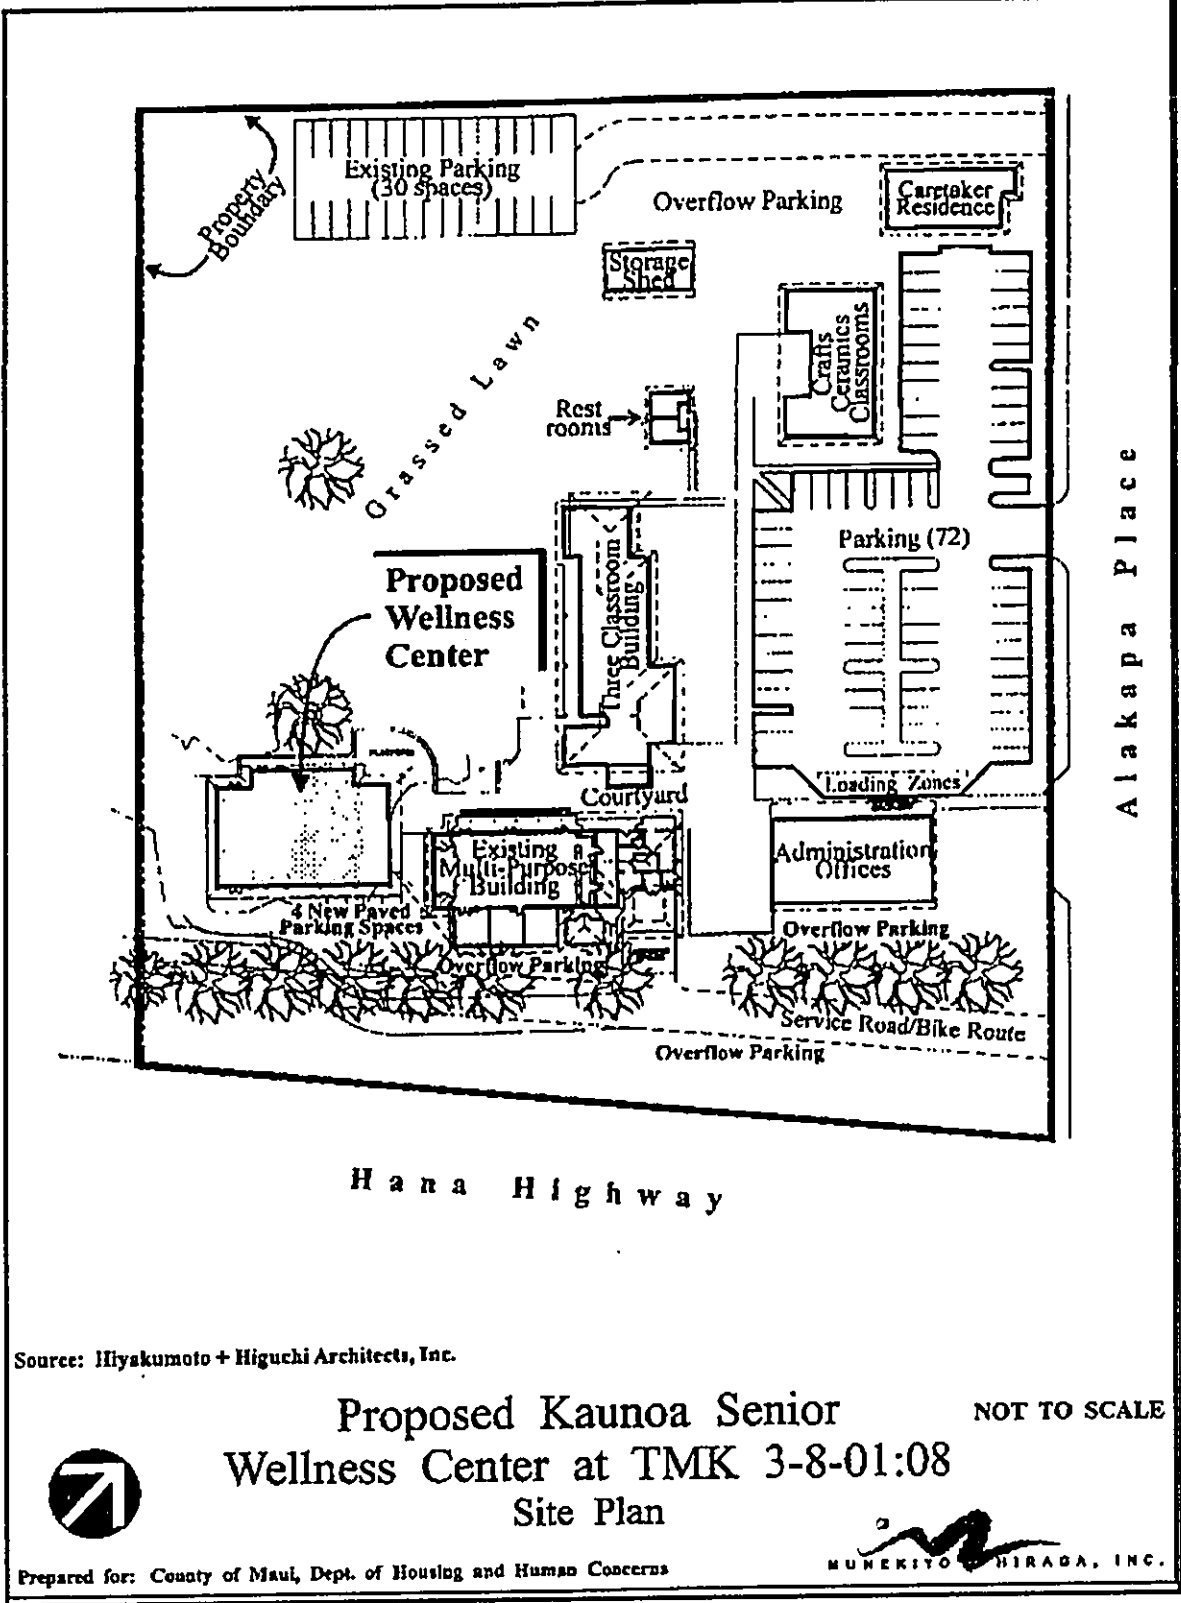 Existing Parking
(30 spaces)
Property
Boundary
Overflow Parking
Caretaker
Residence
Storage
Shed
Crafts
Ceramics
Classrooms
Grassed Lawn
Rest
rooms
Parking (72)
Alakapa Place
Three Classroom
Building
Proposed
Wellness
Center
Loading Zones
Courtyard
Existing
Multi-Purpose
Building
Administration
Offices
4 New Paved
Parking Spaces
Overflow Parking
Overflow Parking
Service Road/Bike Route
Overflow Parking
Hana Highway
Source: Hiyakumoto + Higuchi Architects, Inc.
Proposed Kaunoa Senior
Wellness Center at TMK 3-8-01:08
Site Plan
NOT TO SCALE
Prepared for: County of Maui, Dept. of Housing and Human Concerns
MUNEKIYO HIRAGA, INC.